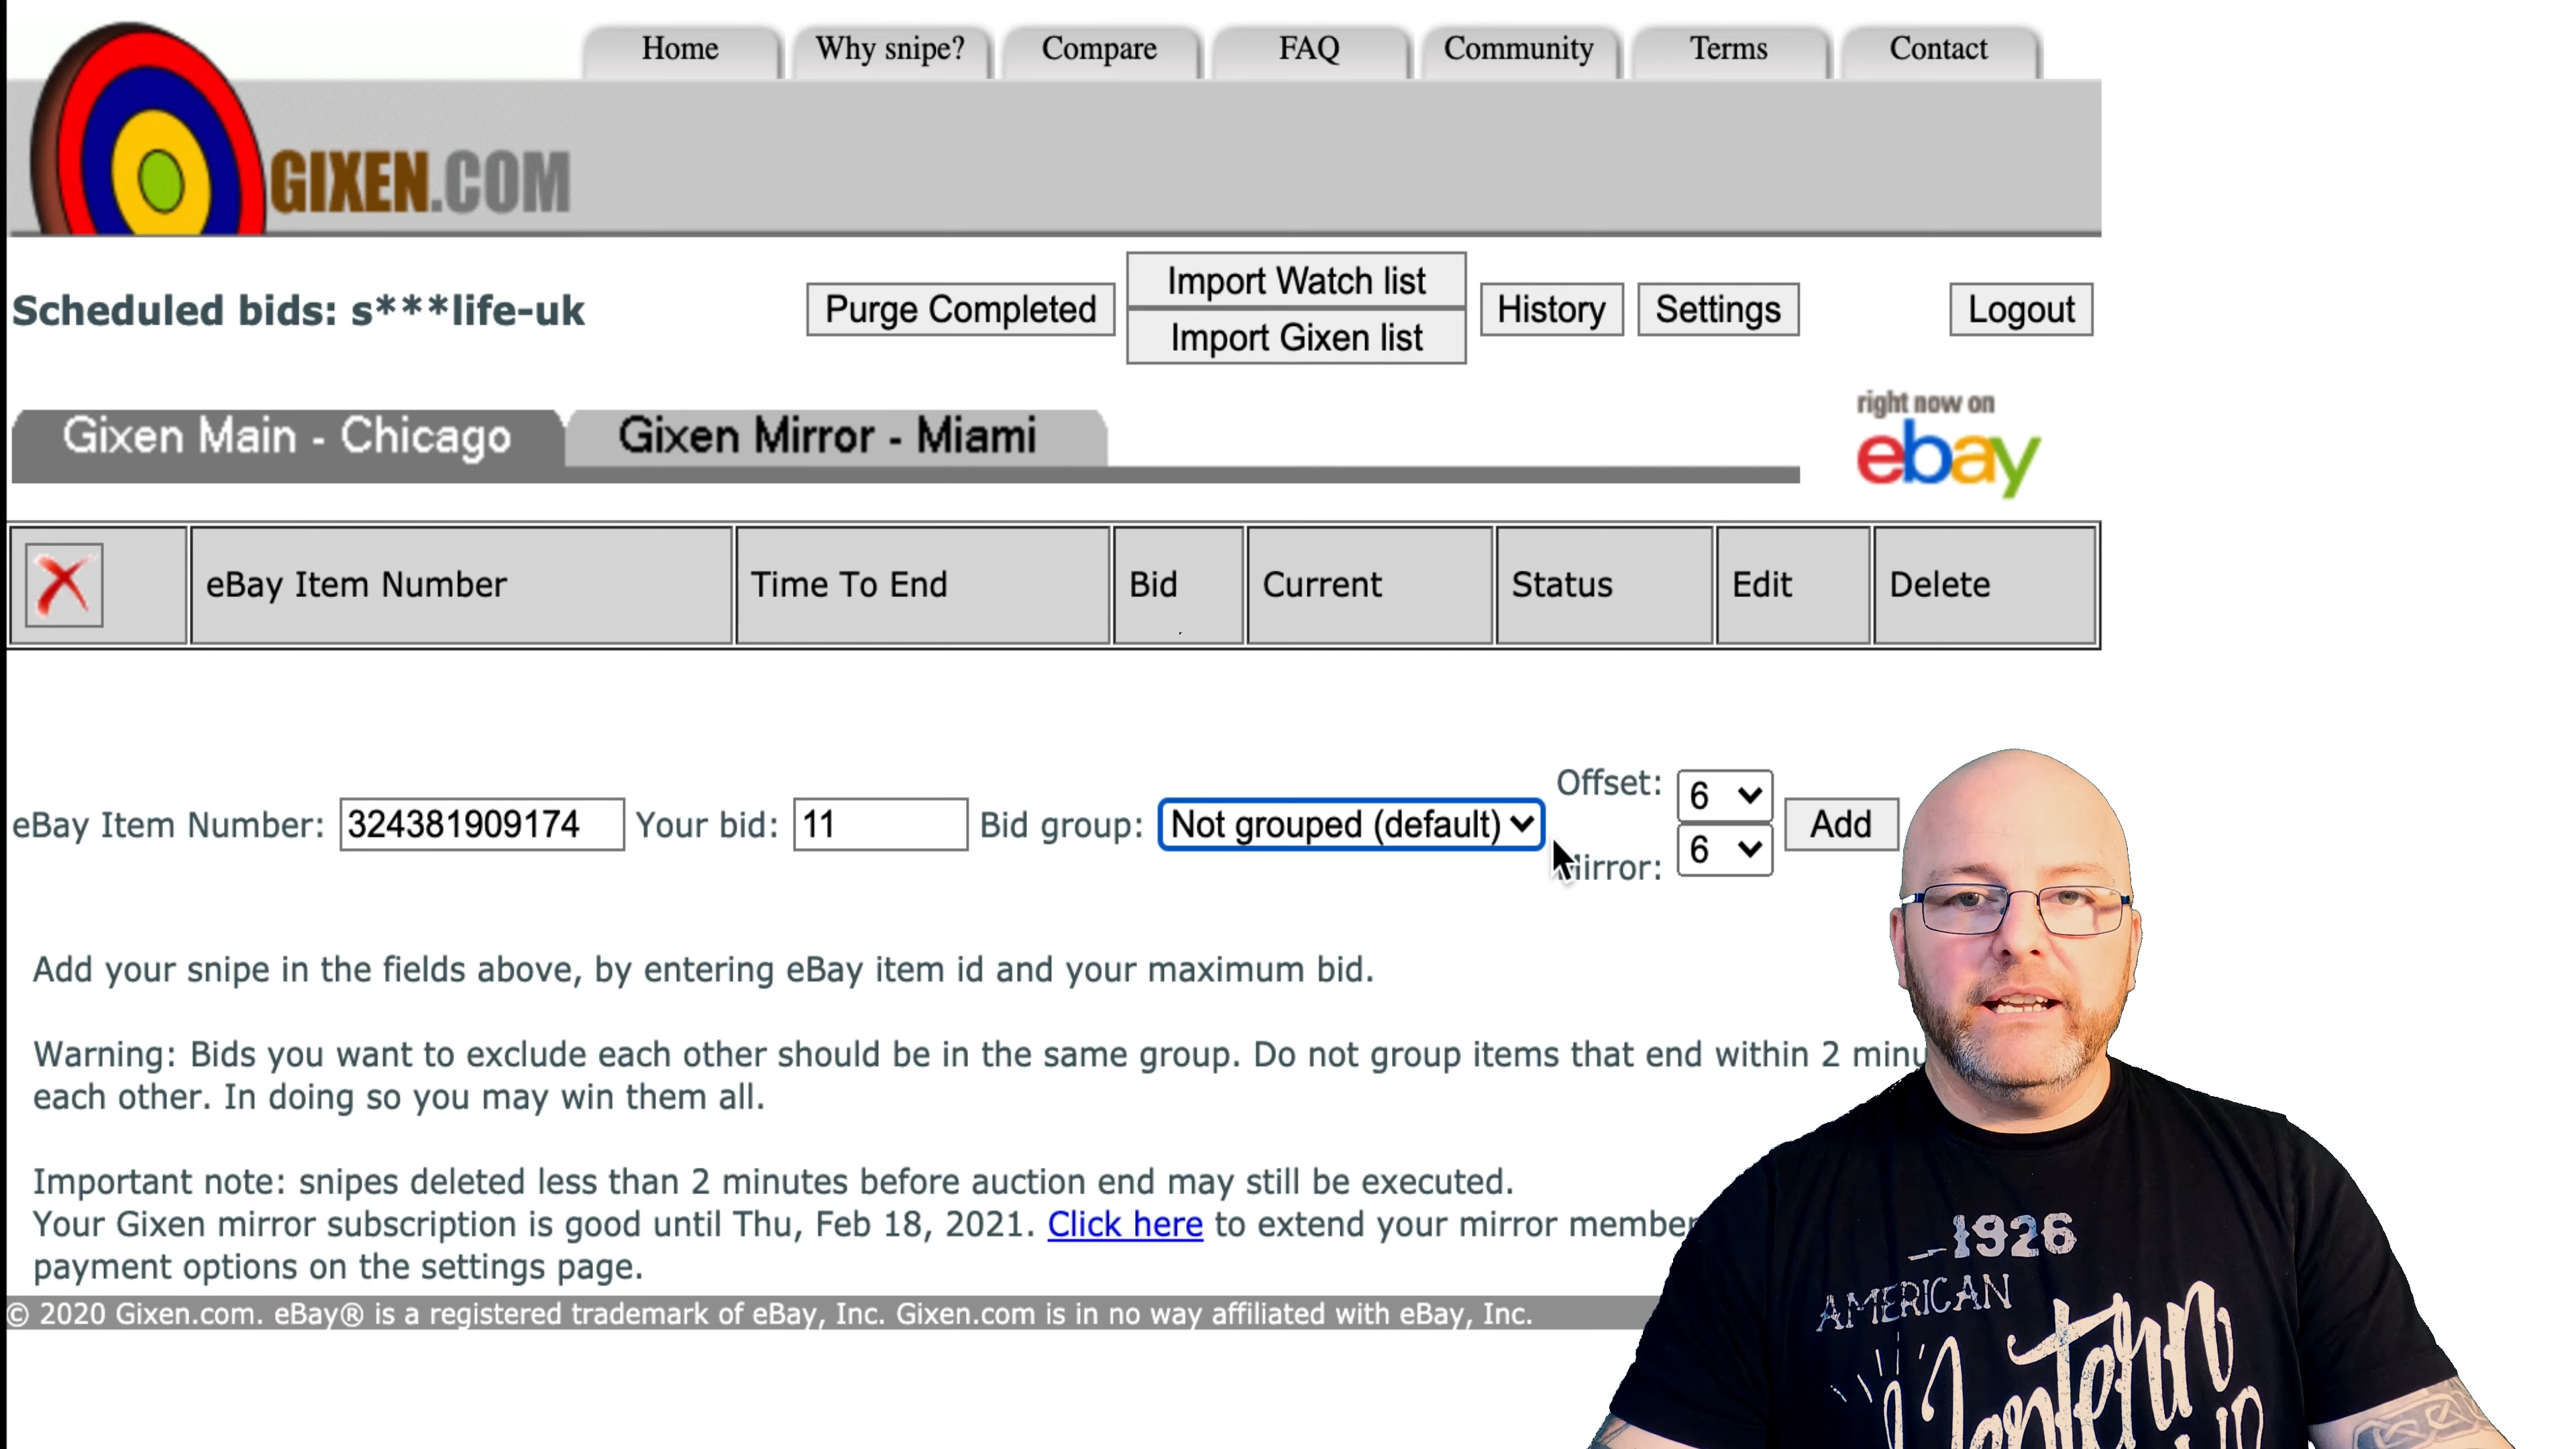 Home Why snipe? Compare FAQ Community Terms Contact
GIXEN.COM
Scheduled bids: s***life-uk
Purge Completed
Import Watch list
Import Gixen list
History
Settings
Logout
Gixen Main - Chicago
Gixen Mirror - Miami
right now on
ebay
eBay Item Number Time To End Bid Current Status Edit Delete
eBay Item Number: 324381909174 Your bid: 11 Bid group: Not grouped (default)
Offset: 6
Mirror: 6
Add
Add your snipe in the fields above, by entering eBay item id and your maximum bid.
Warning: Bids you want to exclude each other should be in the same group. Do not group items that end within 2 minu
each other. In doing so you may win them all.
Important note: snipes deleted less than 2 minutes before auction end may still be executed.
Your Gixen mirror subscription is good until Thu, Feb 18, 2021. Click here to extend your mirror member
payment options on the settings page.
© 2020 Gixen.com. eBay® is a registered trademark of eBay, Inc. Gixen.com is in no way affiliated with eBay, Inc.
1926
AMERICAN